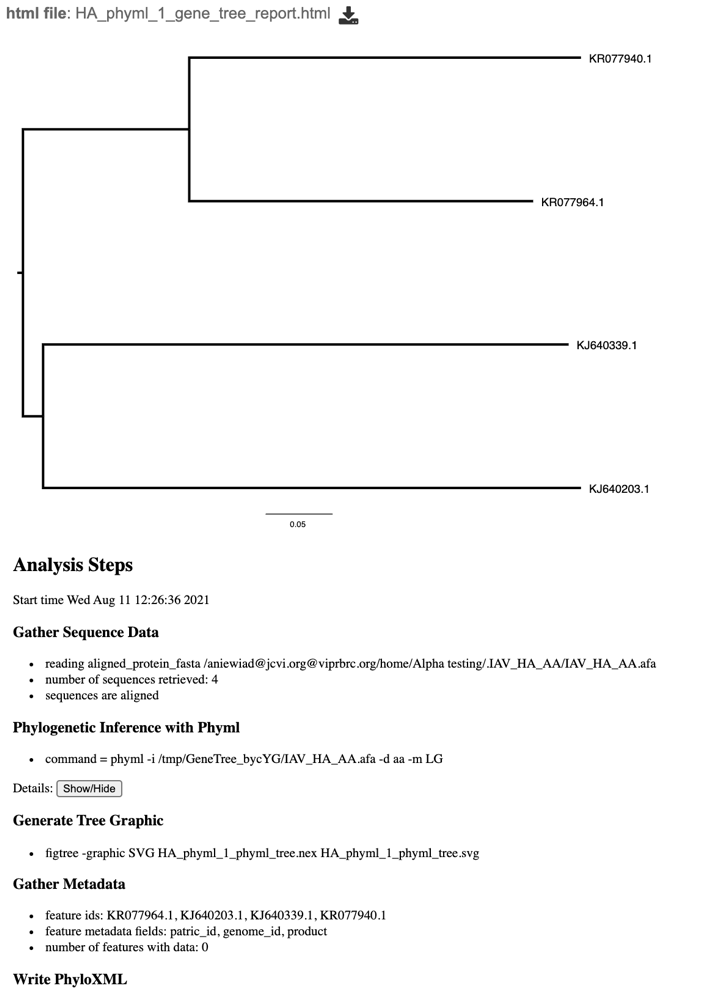 html file: HA_phyml_1_gene_tree_report.html
KR077940.1
KR077964.1
KJ640339.1
KJ640203.1
0.05
Analysis Steps
Start time Wed Aug 11 12:26:36 2021
Gather Sequence Data
• reading aligned_protein_fasta /aniewiad@jcvi.org@viprbrc.org/home/Alpha testing/.IAV_HA_AA/IAV_HA_AA.afa
• number of sequences retrieved: 4
• sequences are aligned
Phylogenetic Inference with Phyml
• command = phyml -i /tmp/GeneTree_bycYG/IAV_HA_AA.afa -d aa -m LG
Details: Show/Hide
Generate Tree Graphic
• figtree -graphic SVG HA_phyml_1_phyml_tree.nex HA_phyml_1_phyml_tree.svg
Gather Metadata
• feature ids: KR077964.1, KJ640203.1, KJ640339.1, KR077940.1
• feature metadata fields: patric_id, genome_id, product
• number of features with data: 0
Write PhyloXML